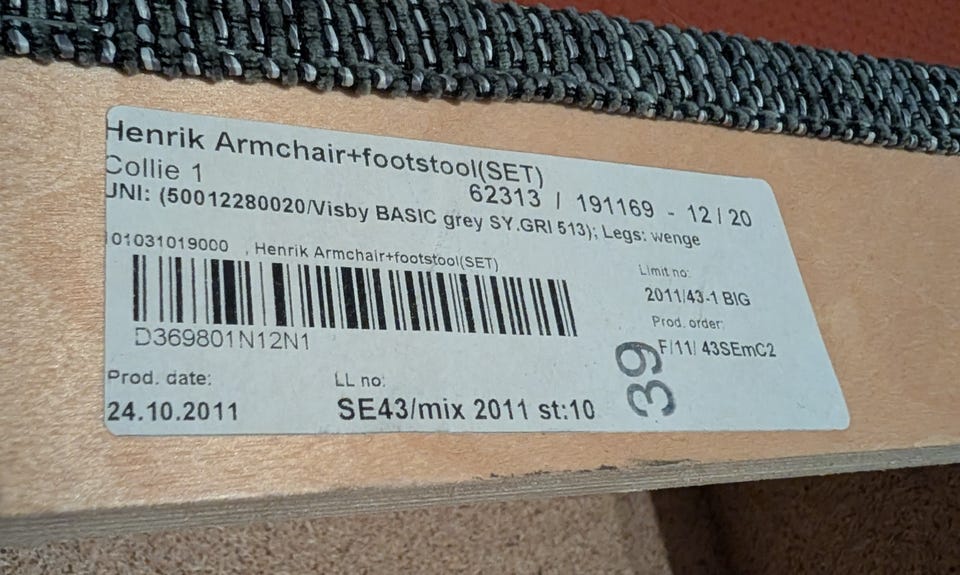 Henrik Armchair+footstool(SET)
Collie 1
62313 / 191169 - 12 / 20
UNI: (50012280020/Visby BASIC grey SY.GRI 513); Legs: wenge
01031019000 , Henrik Armchair+footstool(SET)
D369801N12N1
Limit no:
2011/43-1 BIG
Prod. order:
F/11/ 43SEmC2
39
Prod. date:
24.10.2011
LL no:
SE43/mix 2011 st:10